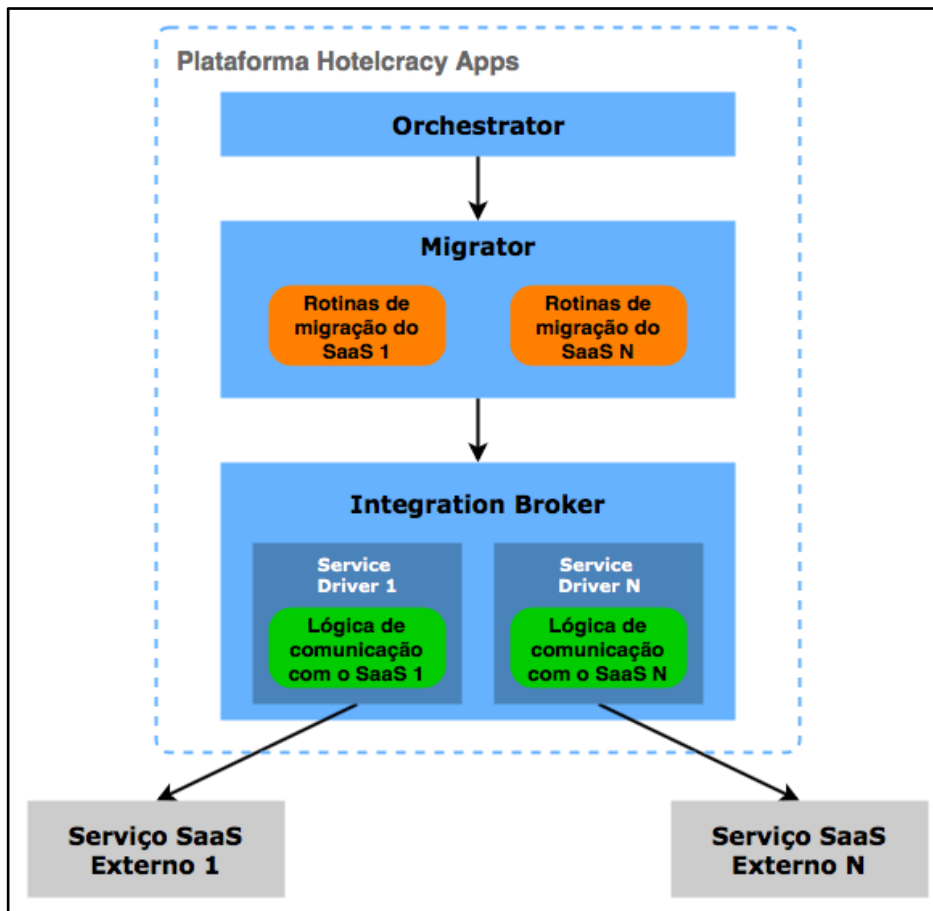 Plataforma Hotelcracy Apps
Orchestrator
Migrator
Rotinas de
migração do
SaaS 1
Rotinas de
migração do
SaaS N
Integration Broker
Service
Driver 1
Lógica de
comunicação
com o SaaS 1
Service
Driver N
Lógica de
comunicação
com o SaaS N
Serviço SaaS
Externo 1
Serviço SaaS
Externo N